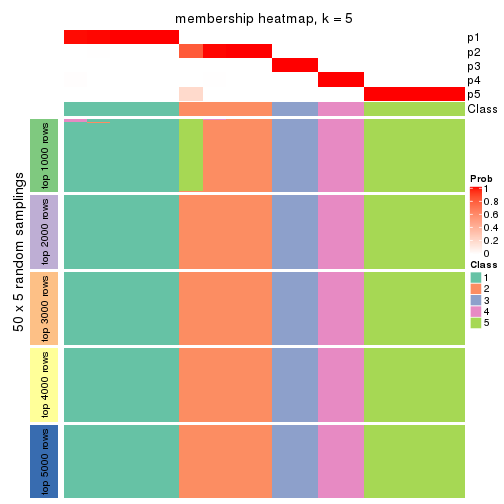 membership heatmap, k = 5
p1
p2
p3
p4
p5
Class
50 x 5 random samplings
top 1000 rows
top 2000 rows
top 3000 rows
top 4000 rows
top 5000 rows
Prob
1
0.8
0.6
0.4
0.2
0
Class
1
2
3
4
5